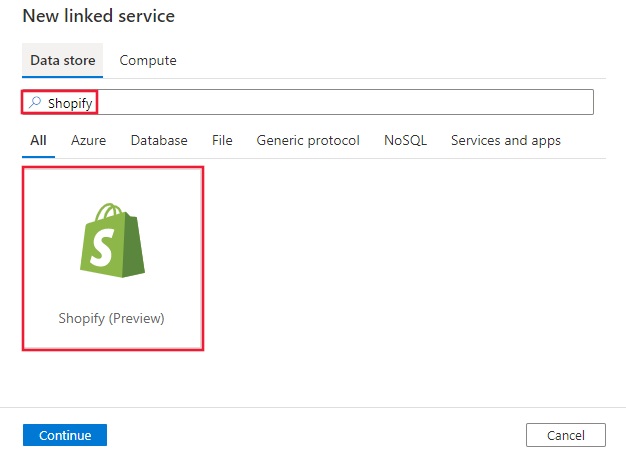 New linked service
Data store Compute
Shopify
All Azure Database File Generic protocol NoSQL Services and apps
S
Shopify (Preview)
Continue Cancel